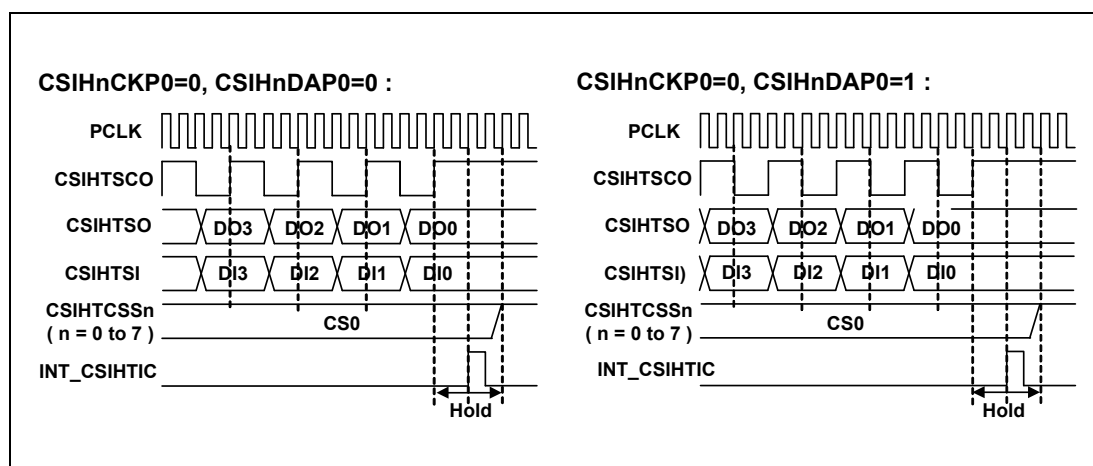 CSIHnCKP0=0, CSIHnDAP0=0 :
PCLK
CSIHTSCO
CSIHTSO DO3 DO2 DO1 DO0
CSIHTSI DI3 DI2 DI1 DI0
CSIHTCSSn
( n = 0 to 7 ) CS0
INT_CSIHTIC
Hold
CSIHnCKP0=0, CSIHnDAP0=1 :
PCLK
CSIHTSCO
CSIHTSO DO3 DO2 DO1 DO0
CSIHTSI) DI3 DI2 DI1 DI0
CSIHTCSSn
( n = 0 to 7 ) CS0
INT_CSIHTIC
Hold